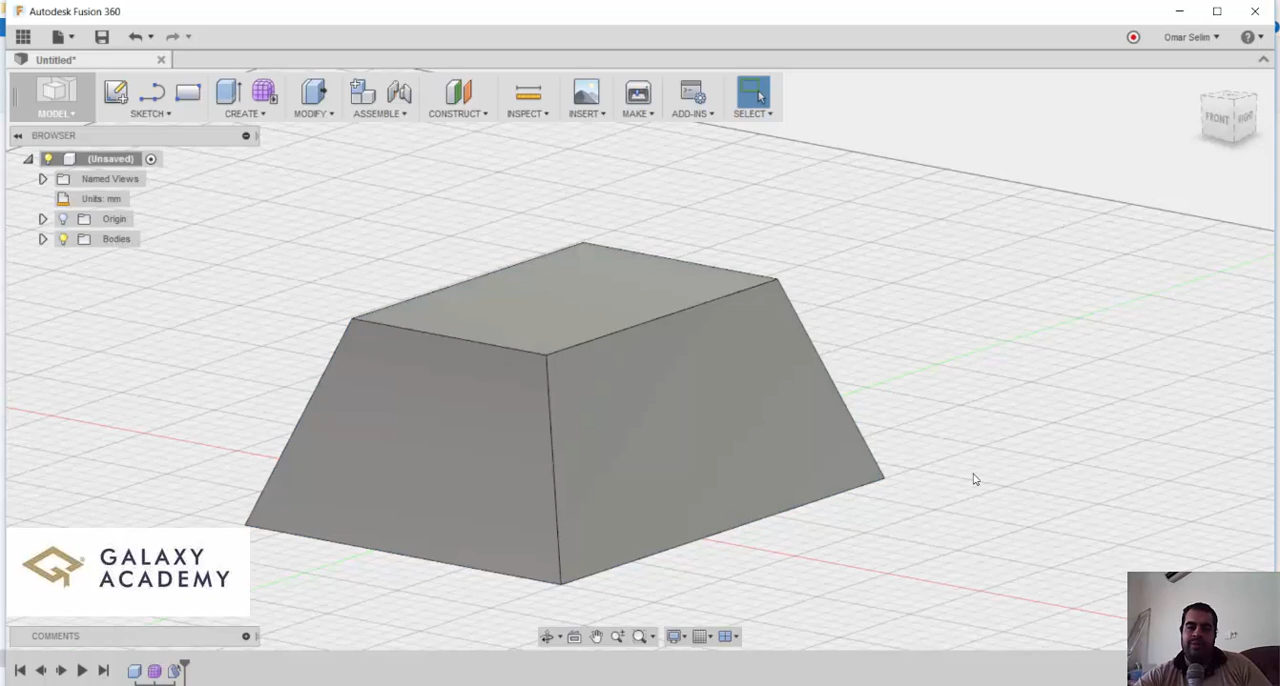 Autodesk Fusion 360
Omar Selim
Untitled*
MODEL
SKETCH
CREATE
MODIFY
ASSEMBLE
CONSTRUCT
INSPECT
INSERT
MAKE
ADD-INS
SELECT
FRONT
RIGHT
BROWSER
(Unsaved)
Named Views
Units: mm
Origin
Bodies
GALAXY
ACADEMY
COMMENTS